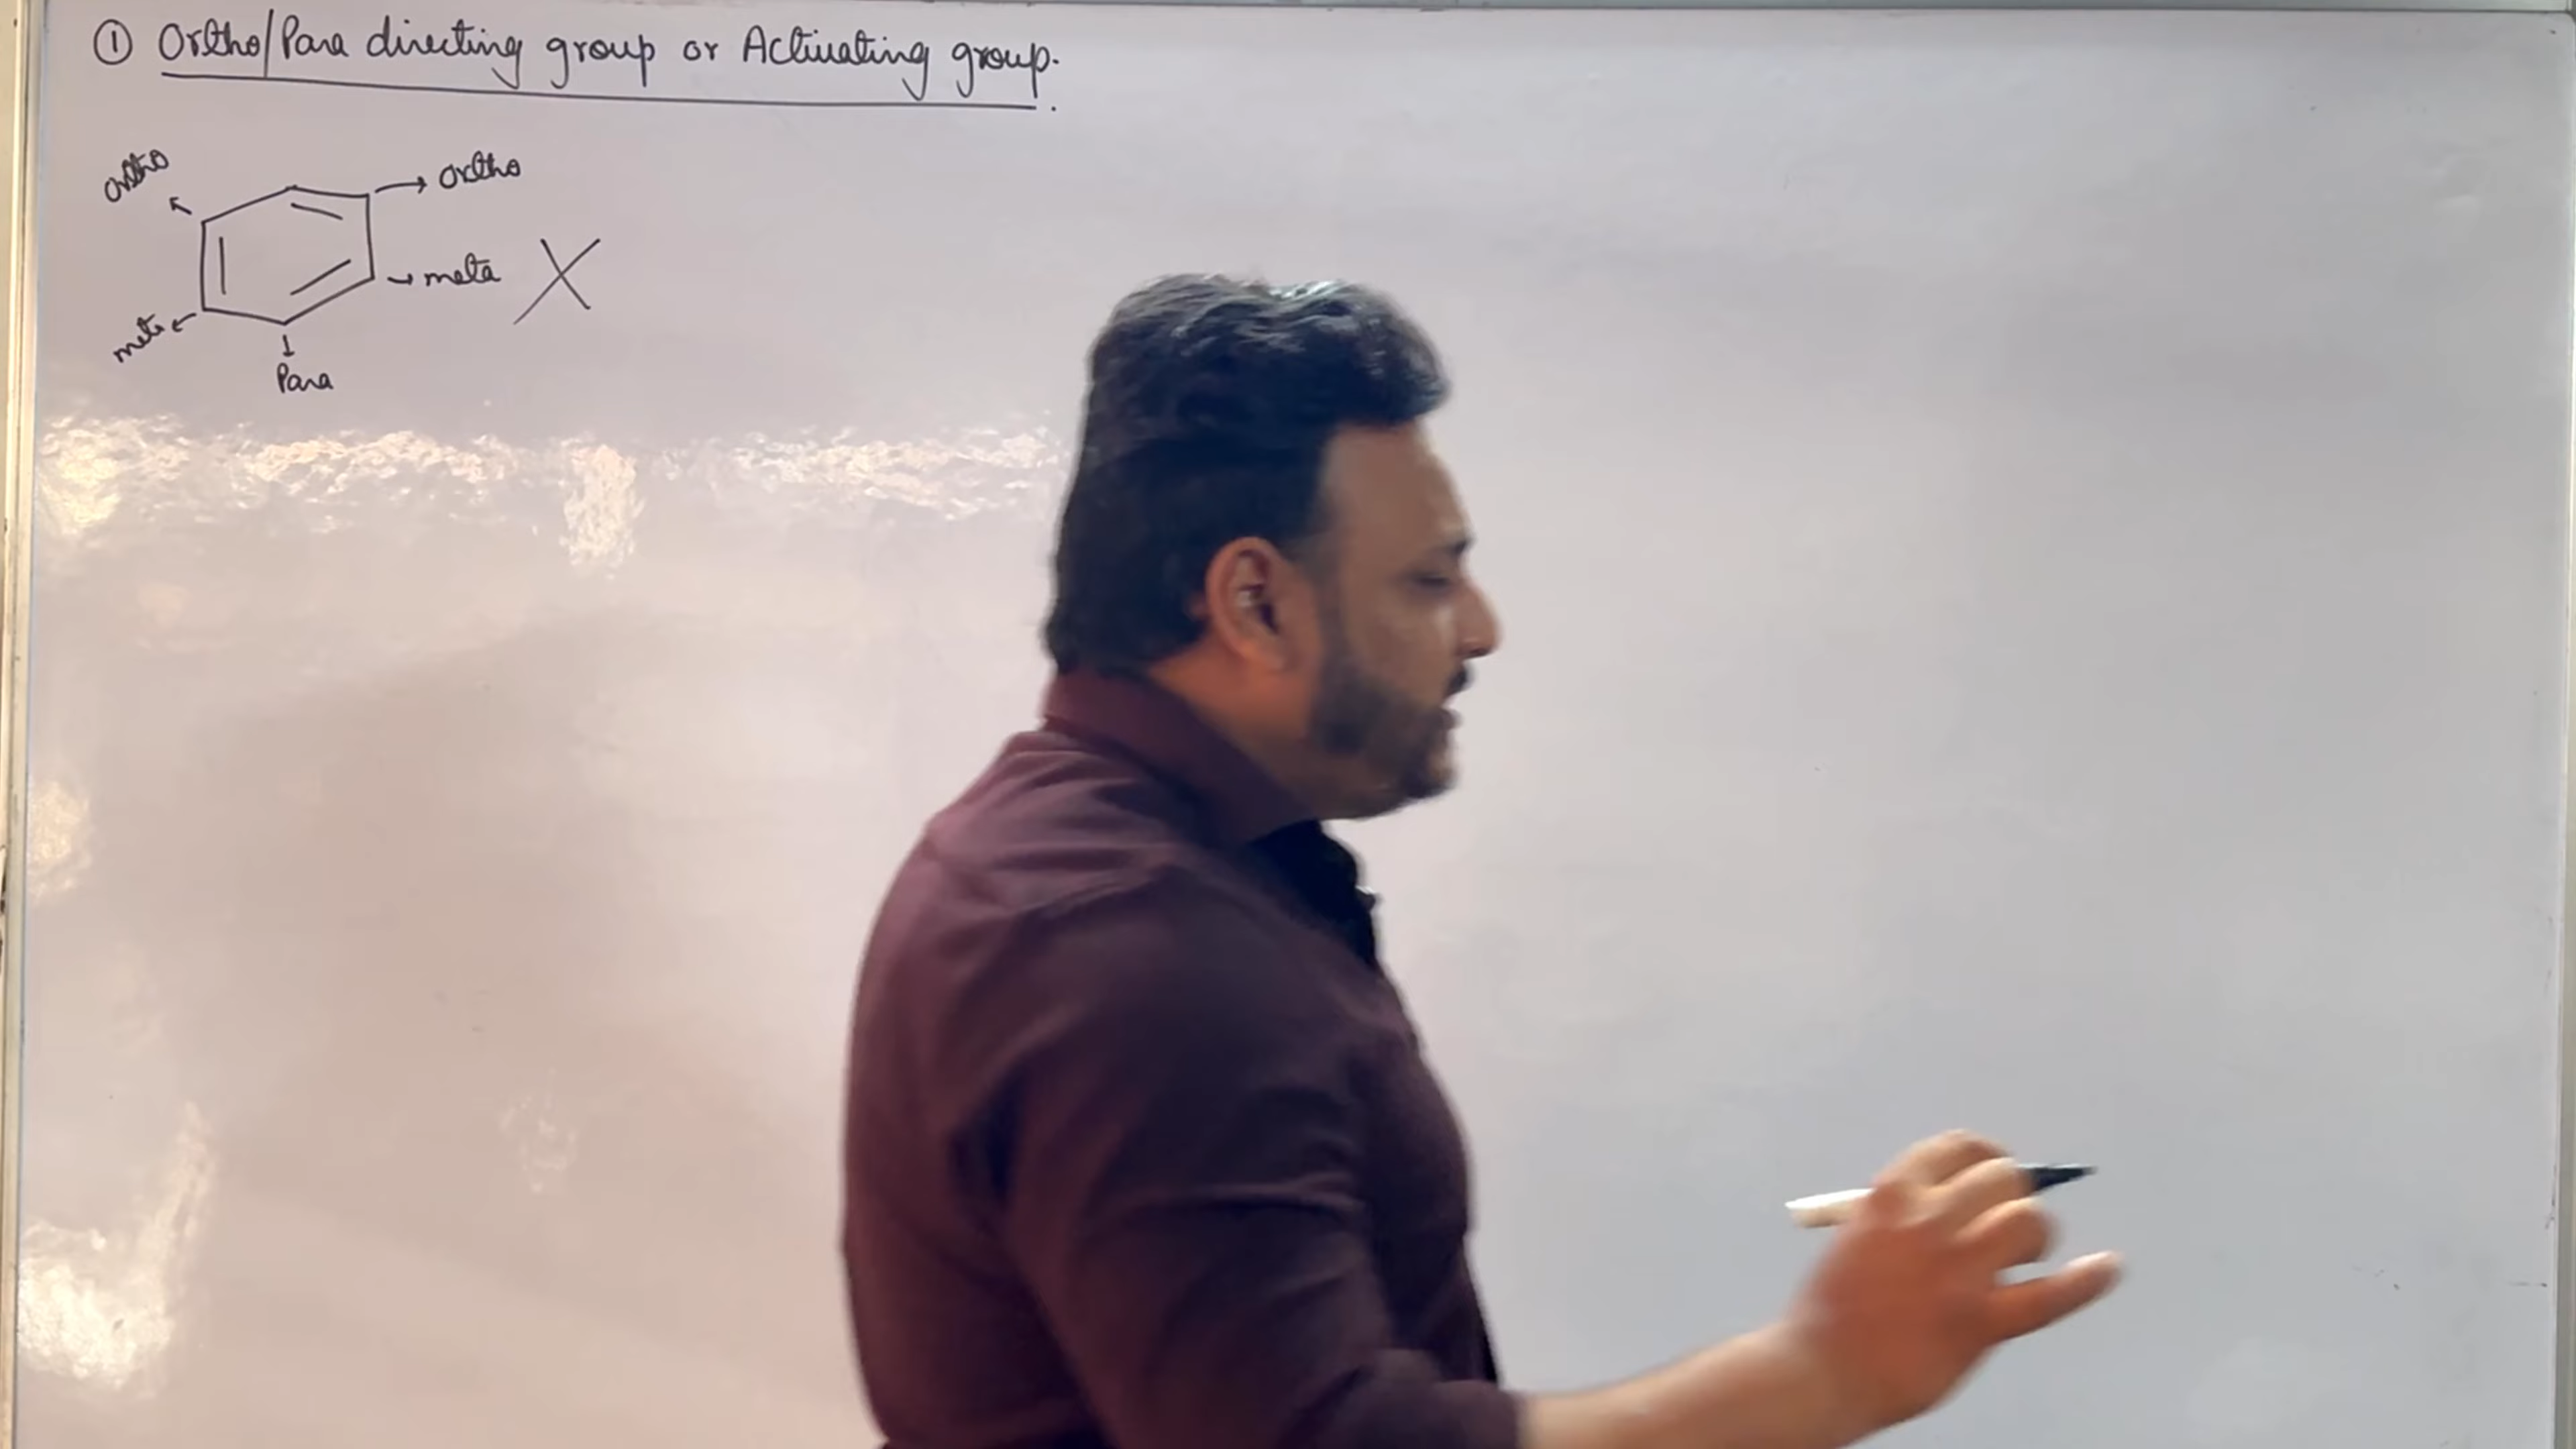 ① Ortho/Para directing group or Activating group.
ortho
→ ortho
→ meta X
meta ←
↓
Para